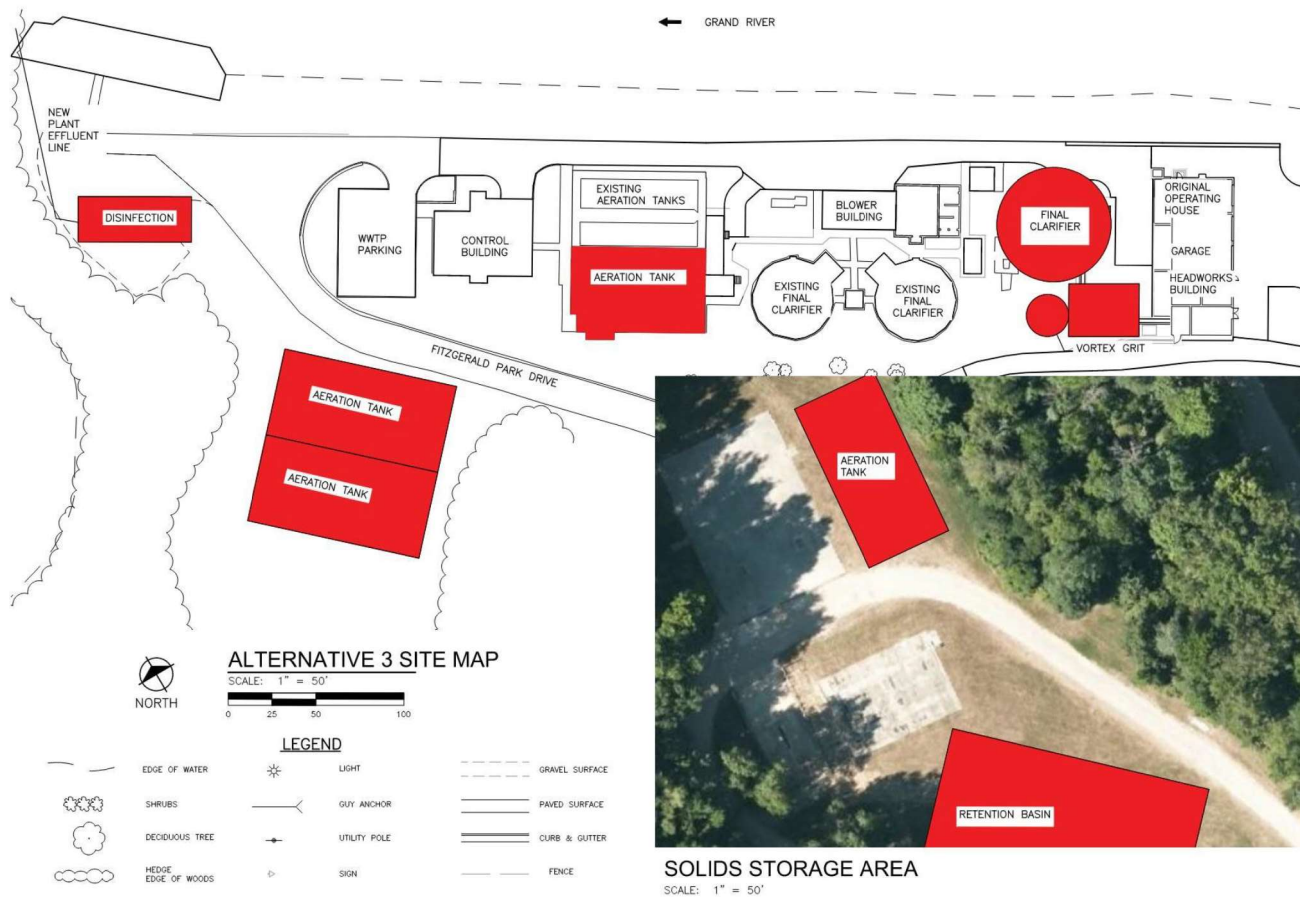 GRAND RIVER
NEW
PLANT
EFFLUENT
LINE
DISINFECTION
WWTP
PARKING
CONTROL
BUILDING
EXISTING
AERATION TANKS
AERATION TANK
BLOWER
BUILDING
EXISTING
FINAL
CLARIFIER
EXISTING
FINAL
CLARIFIER
FINAL
CLARIFIER
ORIGINAL
OPERATING
HOUSE
GARAGE
HEADWORKS
BUILDING
VORTEX GRIT
FITZGERALD PARK DRIVE
AERATION TANK
AERATION TANK
AERATION
TANK
RETENTION BASIN
NORTH
ALTERNATIVE 3 SITE MAP
SCALE: 1" = 50'
0 25 50 100
LEGEND
EDGE OF WATER
LIGHT
GRAVEL SURFACE
SHRUBS
GUY ANCHOR
PAVED SURFACE
DECIDUOUS TREE
UTILITY POLE
CURB & GUTTER
HEDGE
EDGE OF WOODS
SIGN
FENCE
SOLIDS STORAGE AREA
SCALE: 1" = 50'